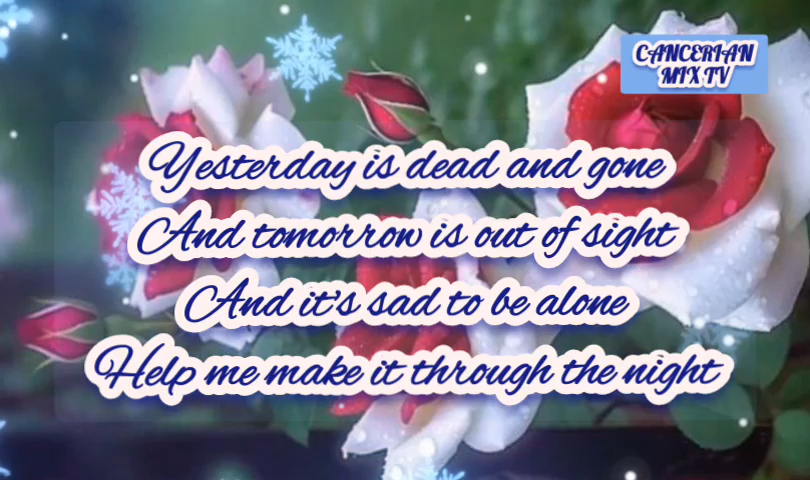 CANCERIAN
MIX TV
Yesterday is dead and gone
And tomorrow is out of sight
And it's sad to be alone
Help me make it through the night